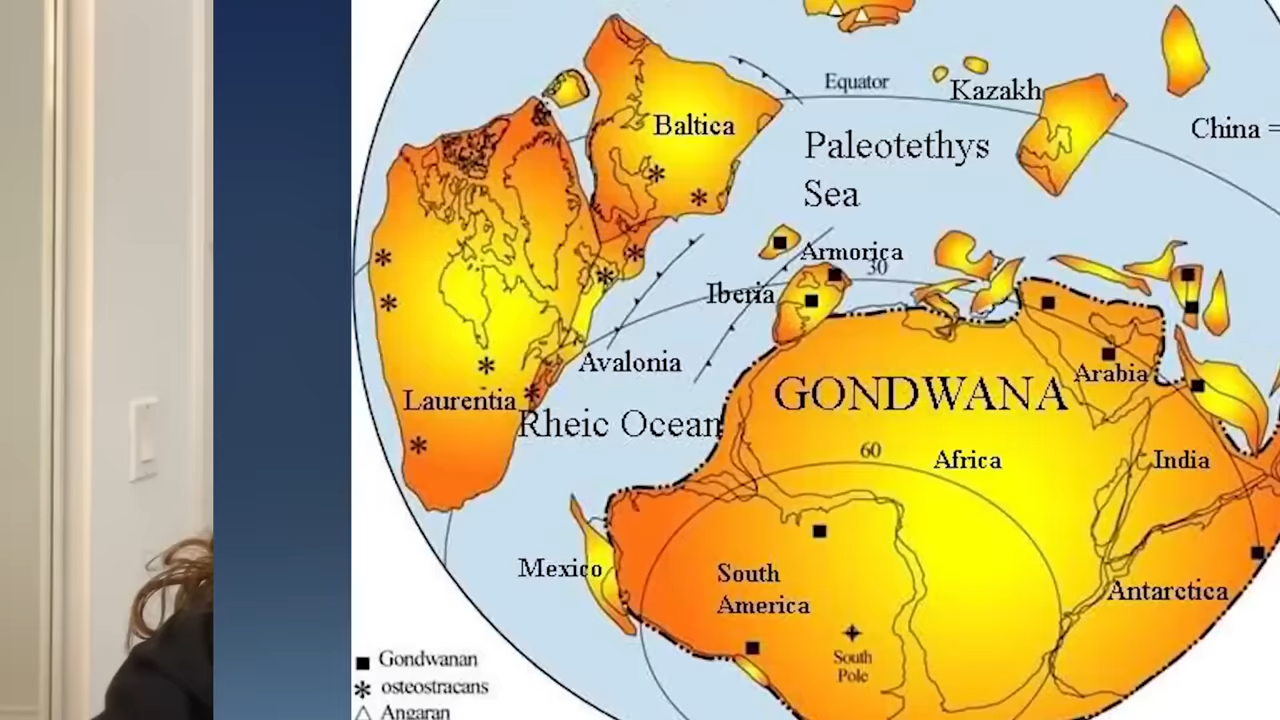 Equator
Kazakh
China =
Baltica
Paleotethys
Sea
Armorica
30
Iberia
Avalonia
Arabia
GONDWANA
Laurentia
Rheic Ocean
60
Africa
India
Mexico
South
America
Antarctica
South
Pole
Gondwanan
osteostracans
Angaran